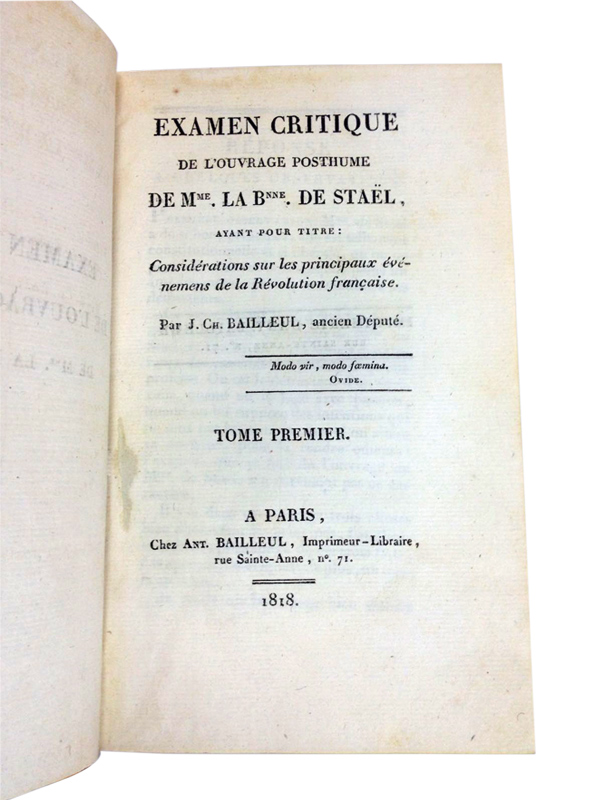 EXAMEN CRITIQUE
DE L'OUVRAGE POSTHUME
DE MME. LA BNNE. DE STAËL,
AYANT POUR TITRE:
Considérations sur les principaux évé-
nemens de la Révolution française.
Par J. CH. BAILLEUL, ancien Député.
Modo vir, modo fœmina.
OVIDE.
TOME PREMIER.
A PARIS,
Chez ANT. BAILLEUL, Imprimeur-Libraire,
rue Sainte-Anne, no. 71.
1818.